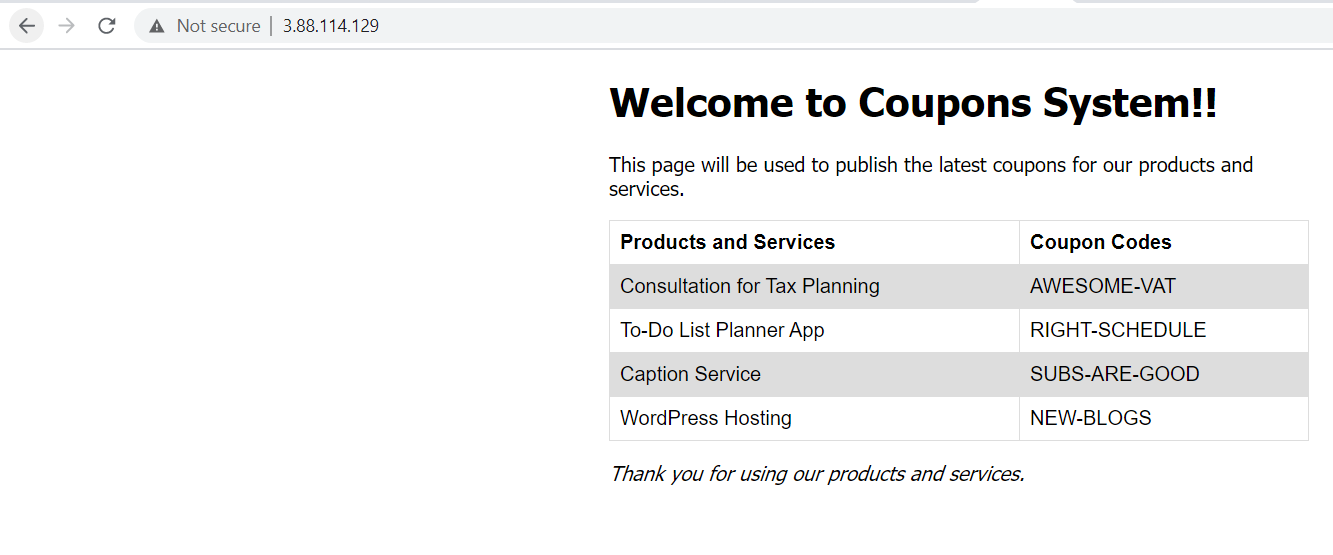 Not secure | 3.88.114.129
Welcome to Coupons System!!
This page will be used to publish the latest coupons for our products and
services.
Products and Services Coupon Codes
Consultation for Tax Planning AWESOME-VAT
To-Do List Planner App RIGHT-SCHEDULE
Caption Service SUBS-ARE-GOOD
WordPress Hosting NEW-BLOGS
Thank you for using our products and services.